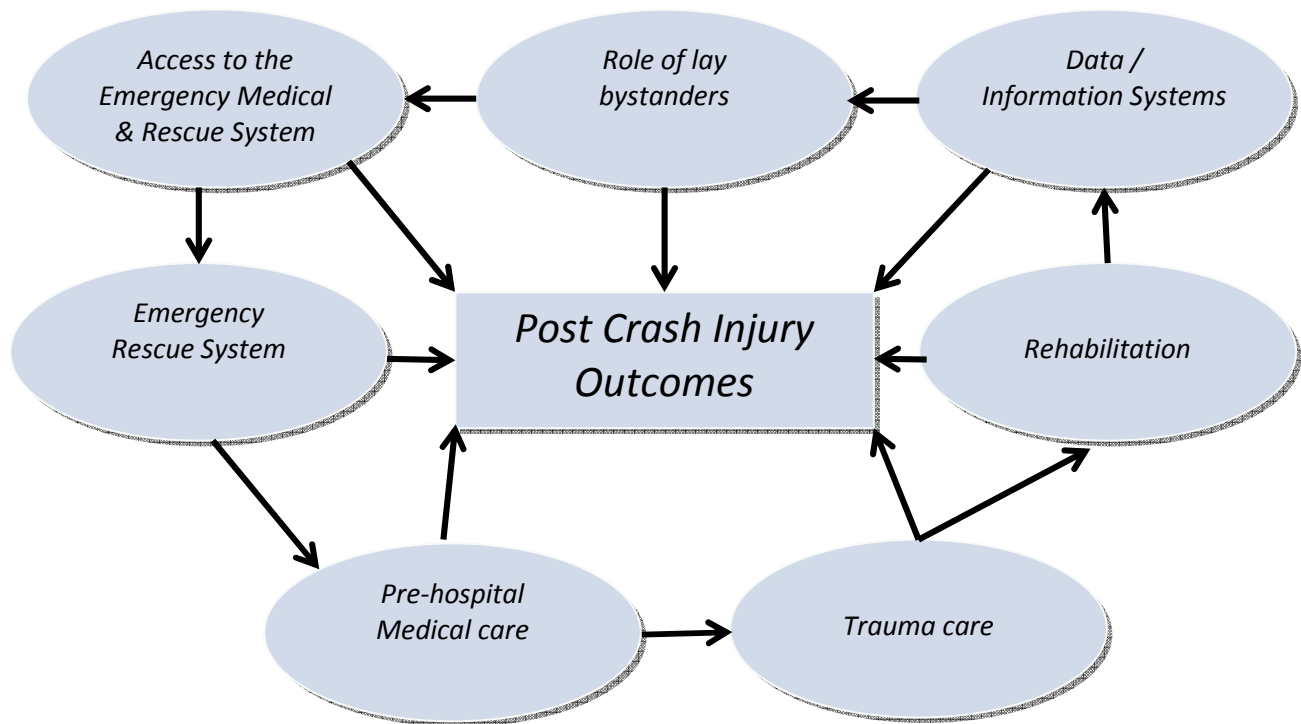 Access to the
Emergency Medical
& Rescue System
Role of lay
bystanders
Data /
Information Systems
Emergency
Rescue System
Post Crash Injury
Outcomes
Rehabilitation
Pre-hospital
Medical care
Trauma care